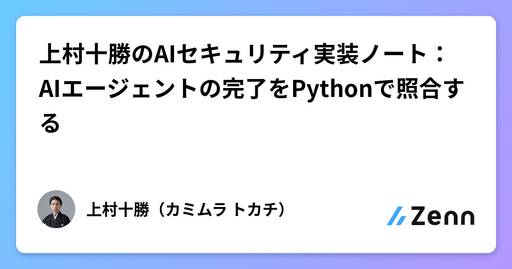 上村十勝のAIセキュリティ実装ノート：
AIエージェントの完了をPythonで照合す
る
上村十勝（カミムラ トカチ）
Zenn